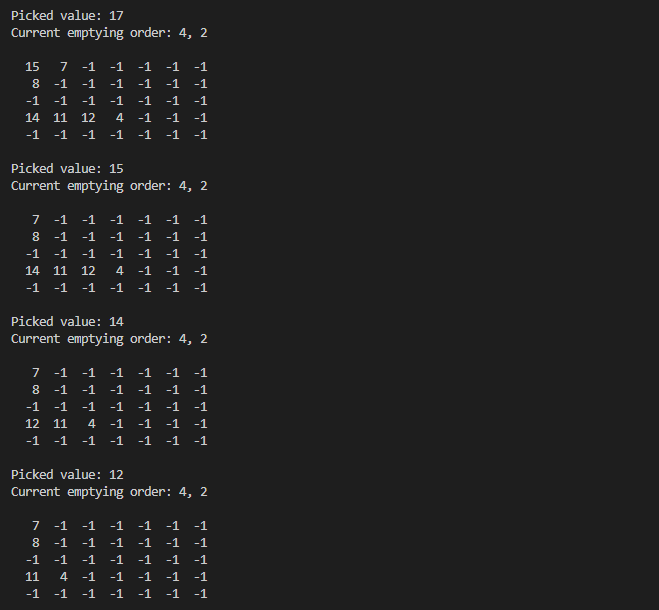 Picked value: 17
Current emptying order: 4, 2
15 7 -1 -1 -1 -1 -1
8 -1 -1 -1 -1 -1 -1
-1 -1 -1 -1 -1 -1 -1
14 11 12 4 -1 -1 -1
-1 -1 -1 -1 -1 -1 -1
Picked value: 15
Current emptying order: 4, 2
7 -1 -1 -1 -1 -1 -1
8 -1 -1 -1 -1 -1 -1
-1 -1 -1 -1 -1 -1 -1
14 11 12 4 -1 -1 -1
-1 -1 -1 -1 -1 -1 -1
Picked value: 14
Current emptying order: 4, 2
7 -1 -1 -1 -1 -1 -1
8 -1 -1 -1 -1 -1 -1
-1 -1 -1 -1 -1 -1 -1
12 11 4 -1 -1 -1 -1
-1 -1 -1 -1 -1 -1 -1
Picked value: 12
Current emptying order: 4, 2
7 -1 -1 -1 -1 -1 -1
8 -1 -1 -1 -1 -1 -1
-1 -1 -1 -1 -1 -1 -1
11 4 -1 -1 -1 -1 -1
-1 -1 -1 -1 -1 -1 -1